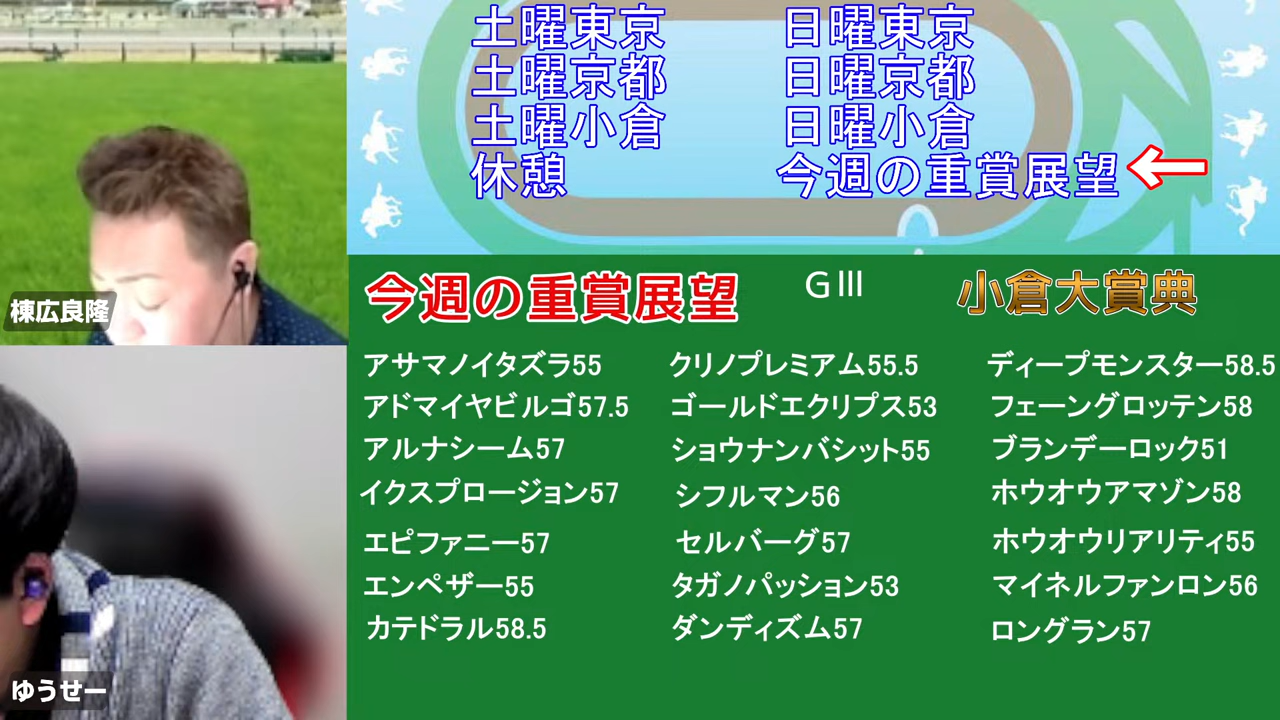 土曜東京
日曜東京
土曜京都
日曜京都
土曜小倉
日曜小倉
休憩
今週の重賞展望
今週の重賞展望
GⅢ
小倉大賞典
アサマノイタズラ55
アドマイヤビルゴ57.5
アルナシーム57
イクスプロージョン57
エピファニー57
エンペザー55
カテドラル58.5
クリノプレミアム55.5
ゴールドエクリプス53
ショウナンバシット55
シフルマン56
セルバーグ57
タガノパッション53
ダンディズム57
ディープモンスター58.5
フェーングロッテン58
ブランデーロック51
ホウオウアマゾン58
ホウオウリアリティ55
マイネルファンロン56
ロングラン57
棟広良隆
ゆうせー